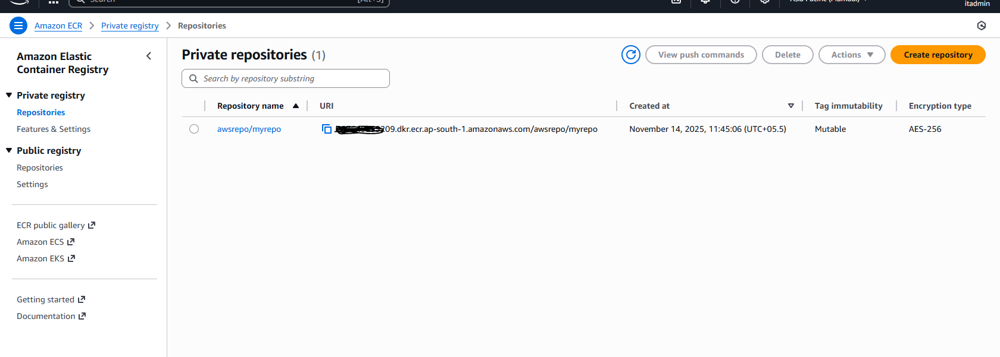 Search
[Alt+S]
itadmin
Amazon ECR
Private registry
Repositories
Amazon Elastic
Container Registry
Private registry
Repositories
Features & Settings
Public registry
Repositories
Settings
ECR public gallery
Amazon ECS
Amazon EKS
Getting started
Documentation
Private repositories (1)
View push commands
Delete
Actions
Create repository
Search by repository substring
Repository name
URI
Created at
Tag immutability
Encryption type
awsrepo/myrepo
209.dkr.ecr.ap-south-1.amazonaws.com/awsrepo/myrepo
November 14, 2025, 11:45:06 (UTC+05.5)
Mutable
AES-256